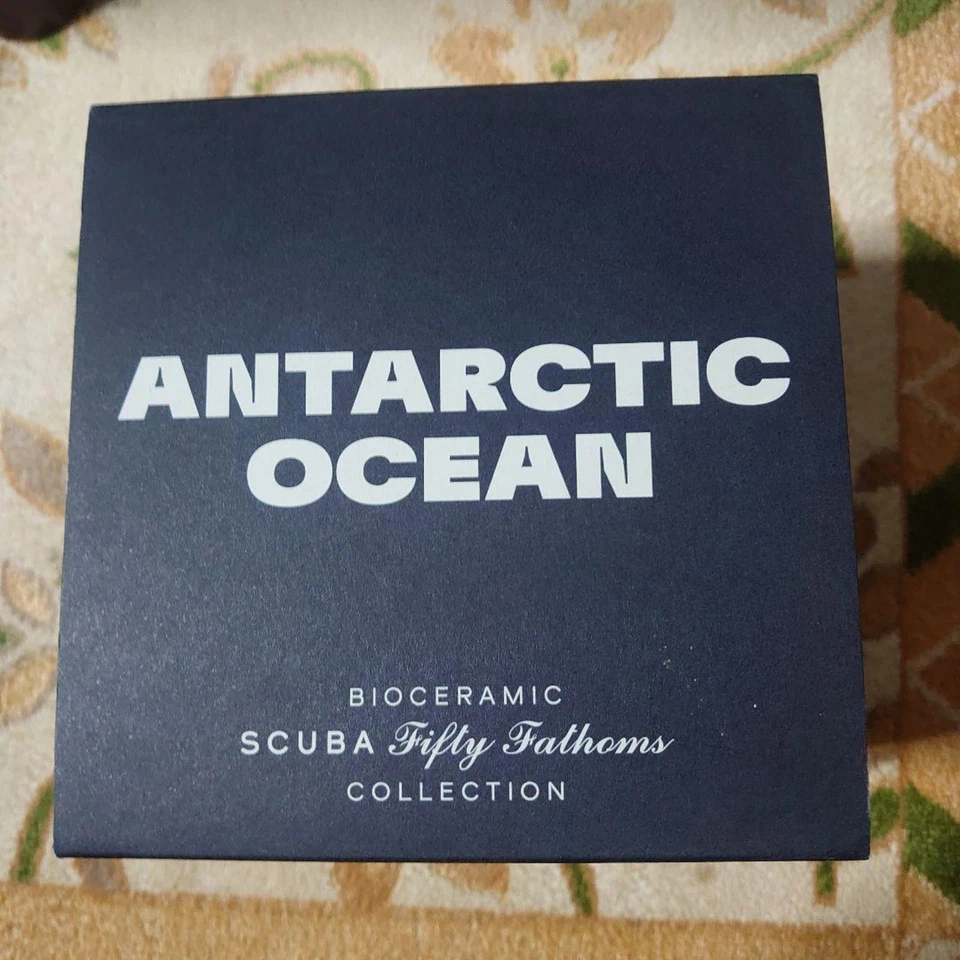 ANTARCTIC
OCEAN
BIOCERAMIC
SCUBA Fifty Fathoms
COLLECTION